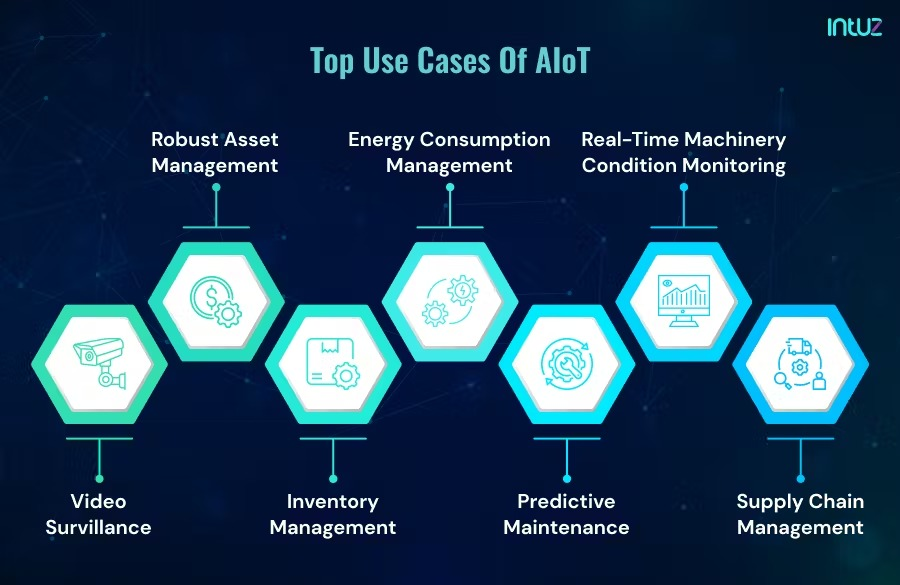 INTUZ
Top Use Cases Of AIoT
Robust Asset
Management
Energy Consumption
Management
Real-Time Machinery
Condition Monitoring
$
Video
Survillance
Inventory
Management
Predictive
Maintenance
Supply Chain
Management